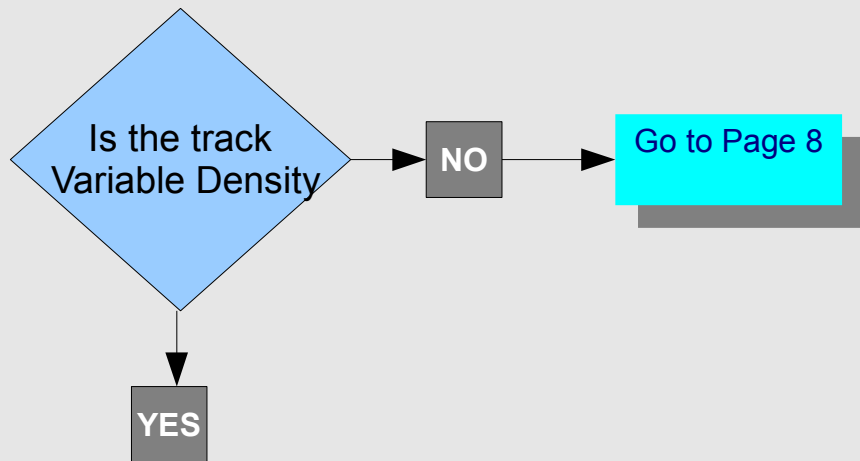 Is the track
Variable Density
NO
Go to Page 8
YES